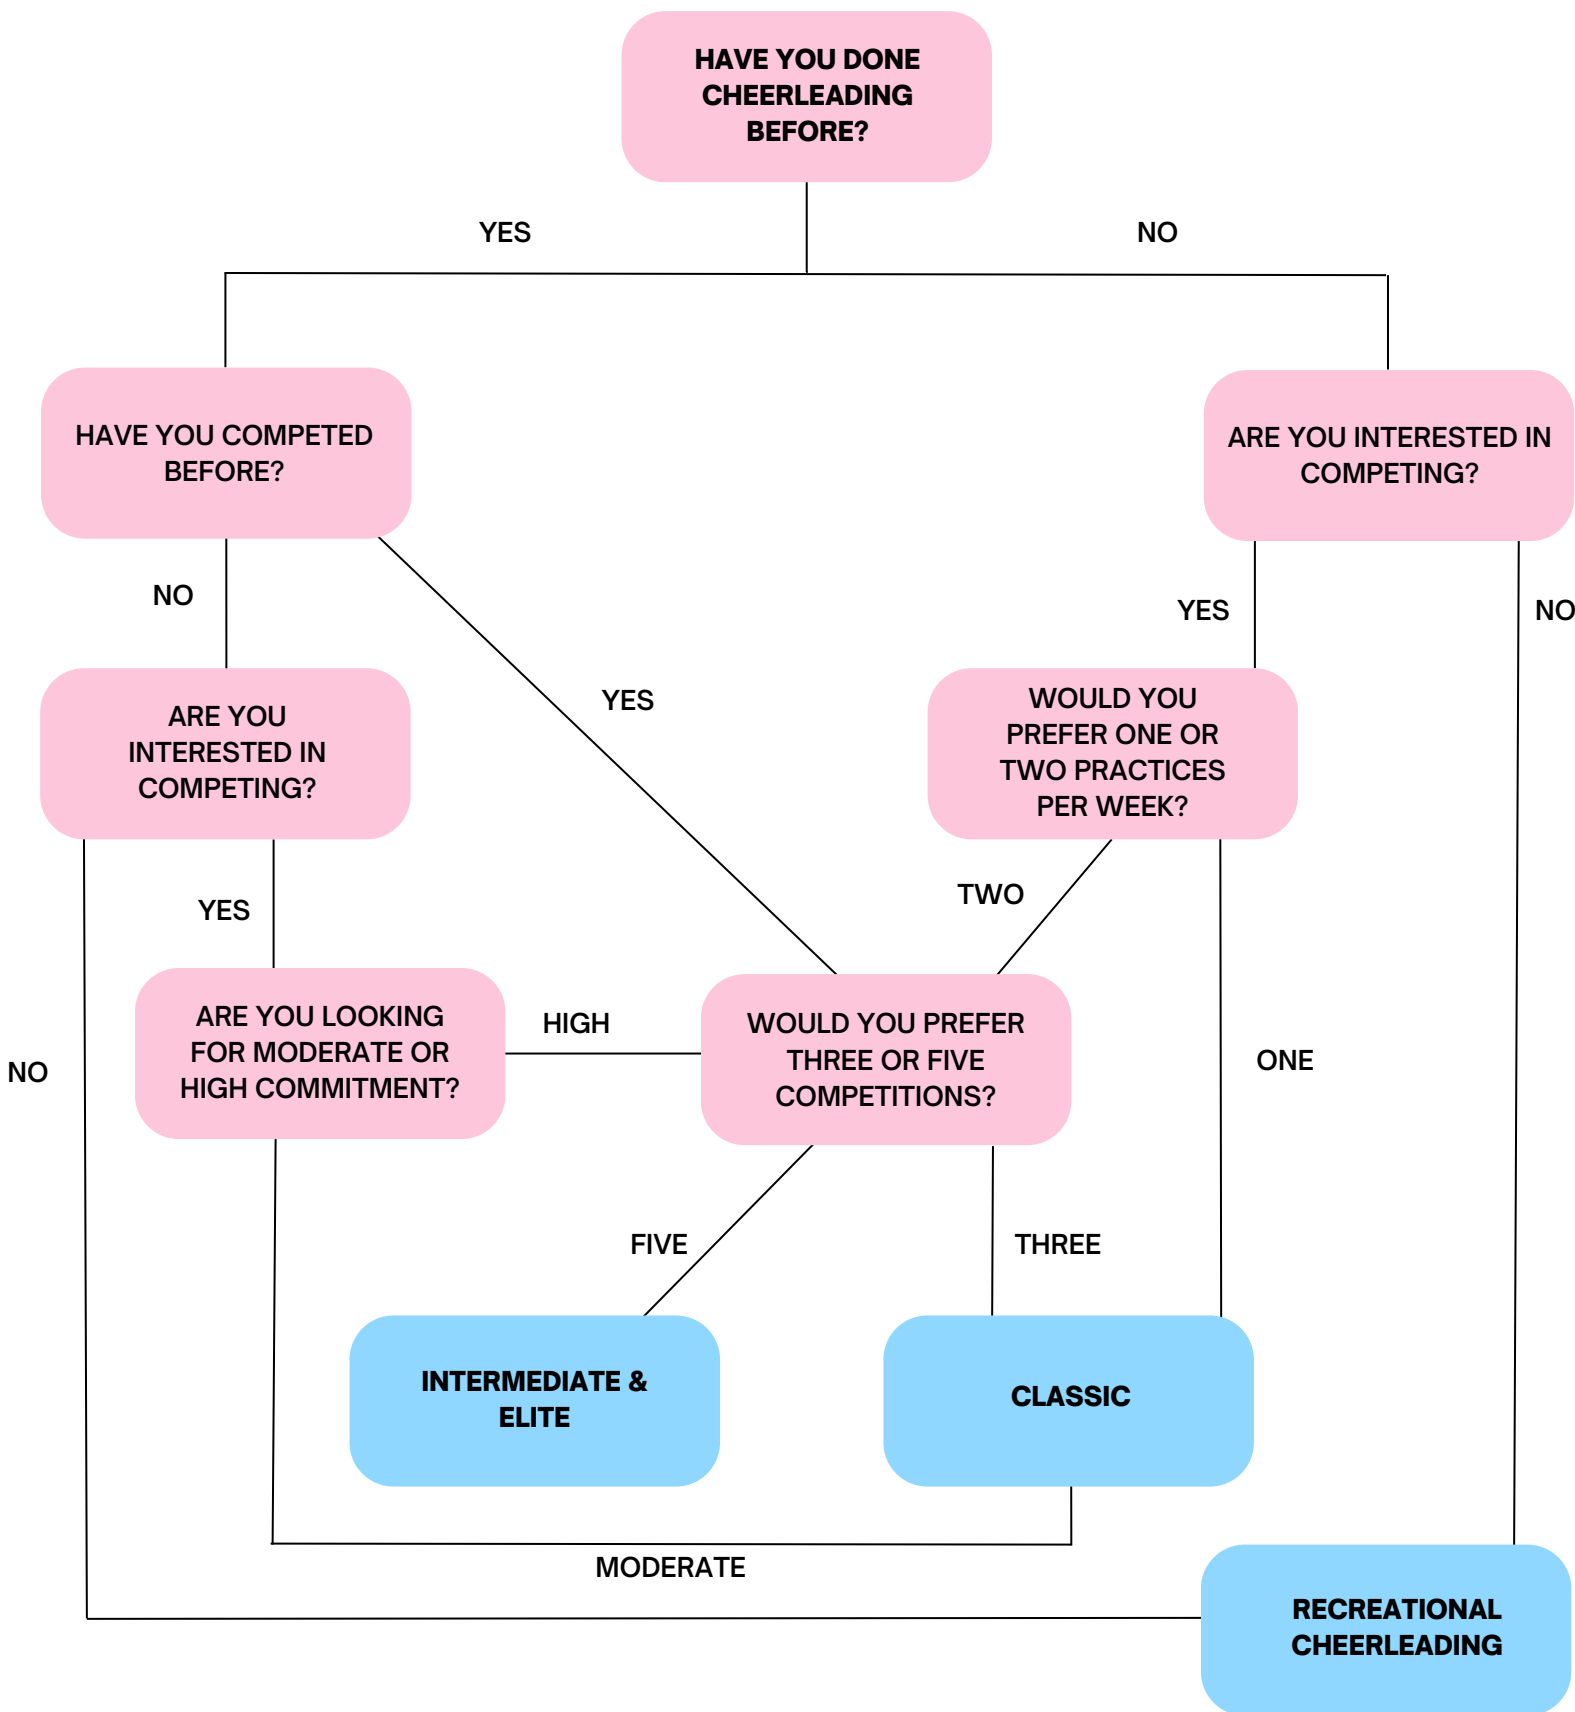 HAVE YOU DONE
CHEERLEADING
BEFORE?
YES
NO
HAVE YOU COMPETED
BEFORE?
ARE YOU INTERESTED IN
COMPETING?
NO
YES
YES
NO
ARE YOU
INTERESTED IN
COMPETING?
WOULD YOU
PREFER ONE OR
TWO PRACTICES
PER WEEK?
YES
TWO
ARE YOU LOOKING
FOR MODERATE OR
HIGH COMMITMENT?
HIGH
WOULD YOU PREFER
THREE OR FIVE
COMPETITIONS?
NO
ONE
FIVE
THREE
INTERMEDIATE &
ELITE
CLASSIC
MODERATE
RECREATIONAL
CHEERLEADING